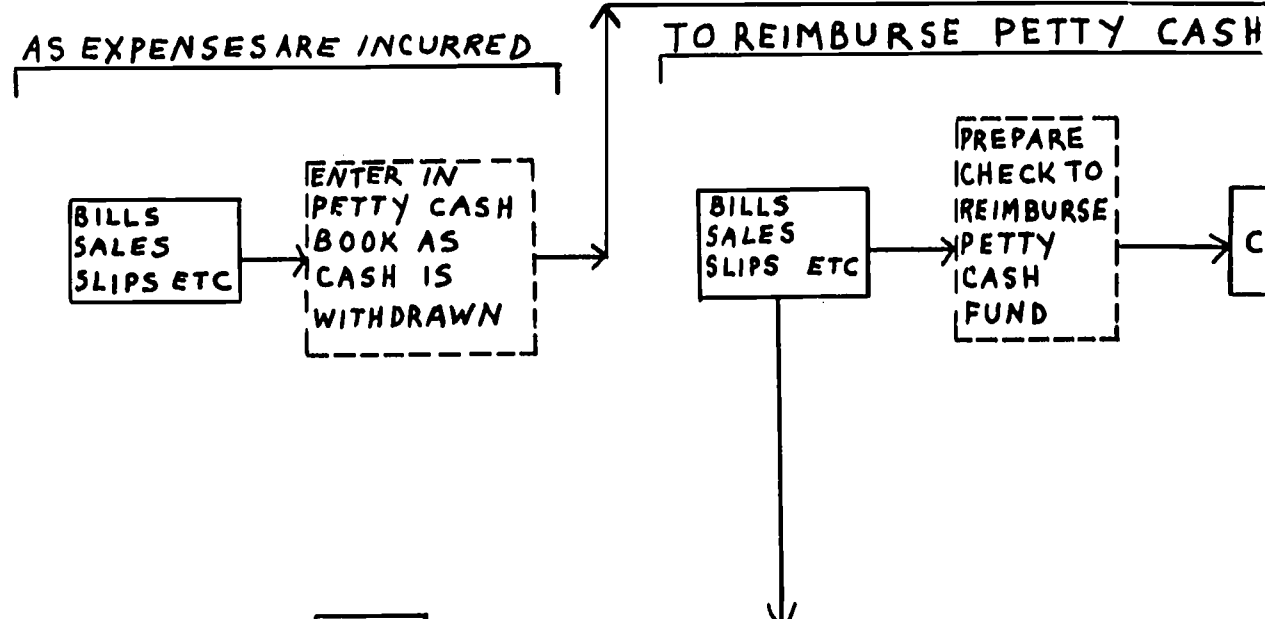 AS EXPENSES ARE INCURRED
TO REIMBURSE PETTY CASH
BILLS
SALES
SLIPS ETC
ENTER IN
PETTY CASH
BOOK AS
CASH IS
WITHDRAWN
BILLS
SALES
SLIPS ETC
PREPARE
CHECK TO
REIMBURSE
PETTY
CASH
FUND
C